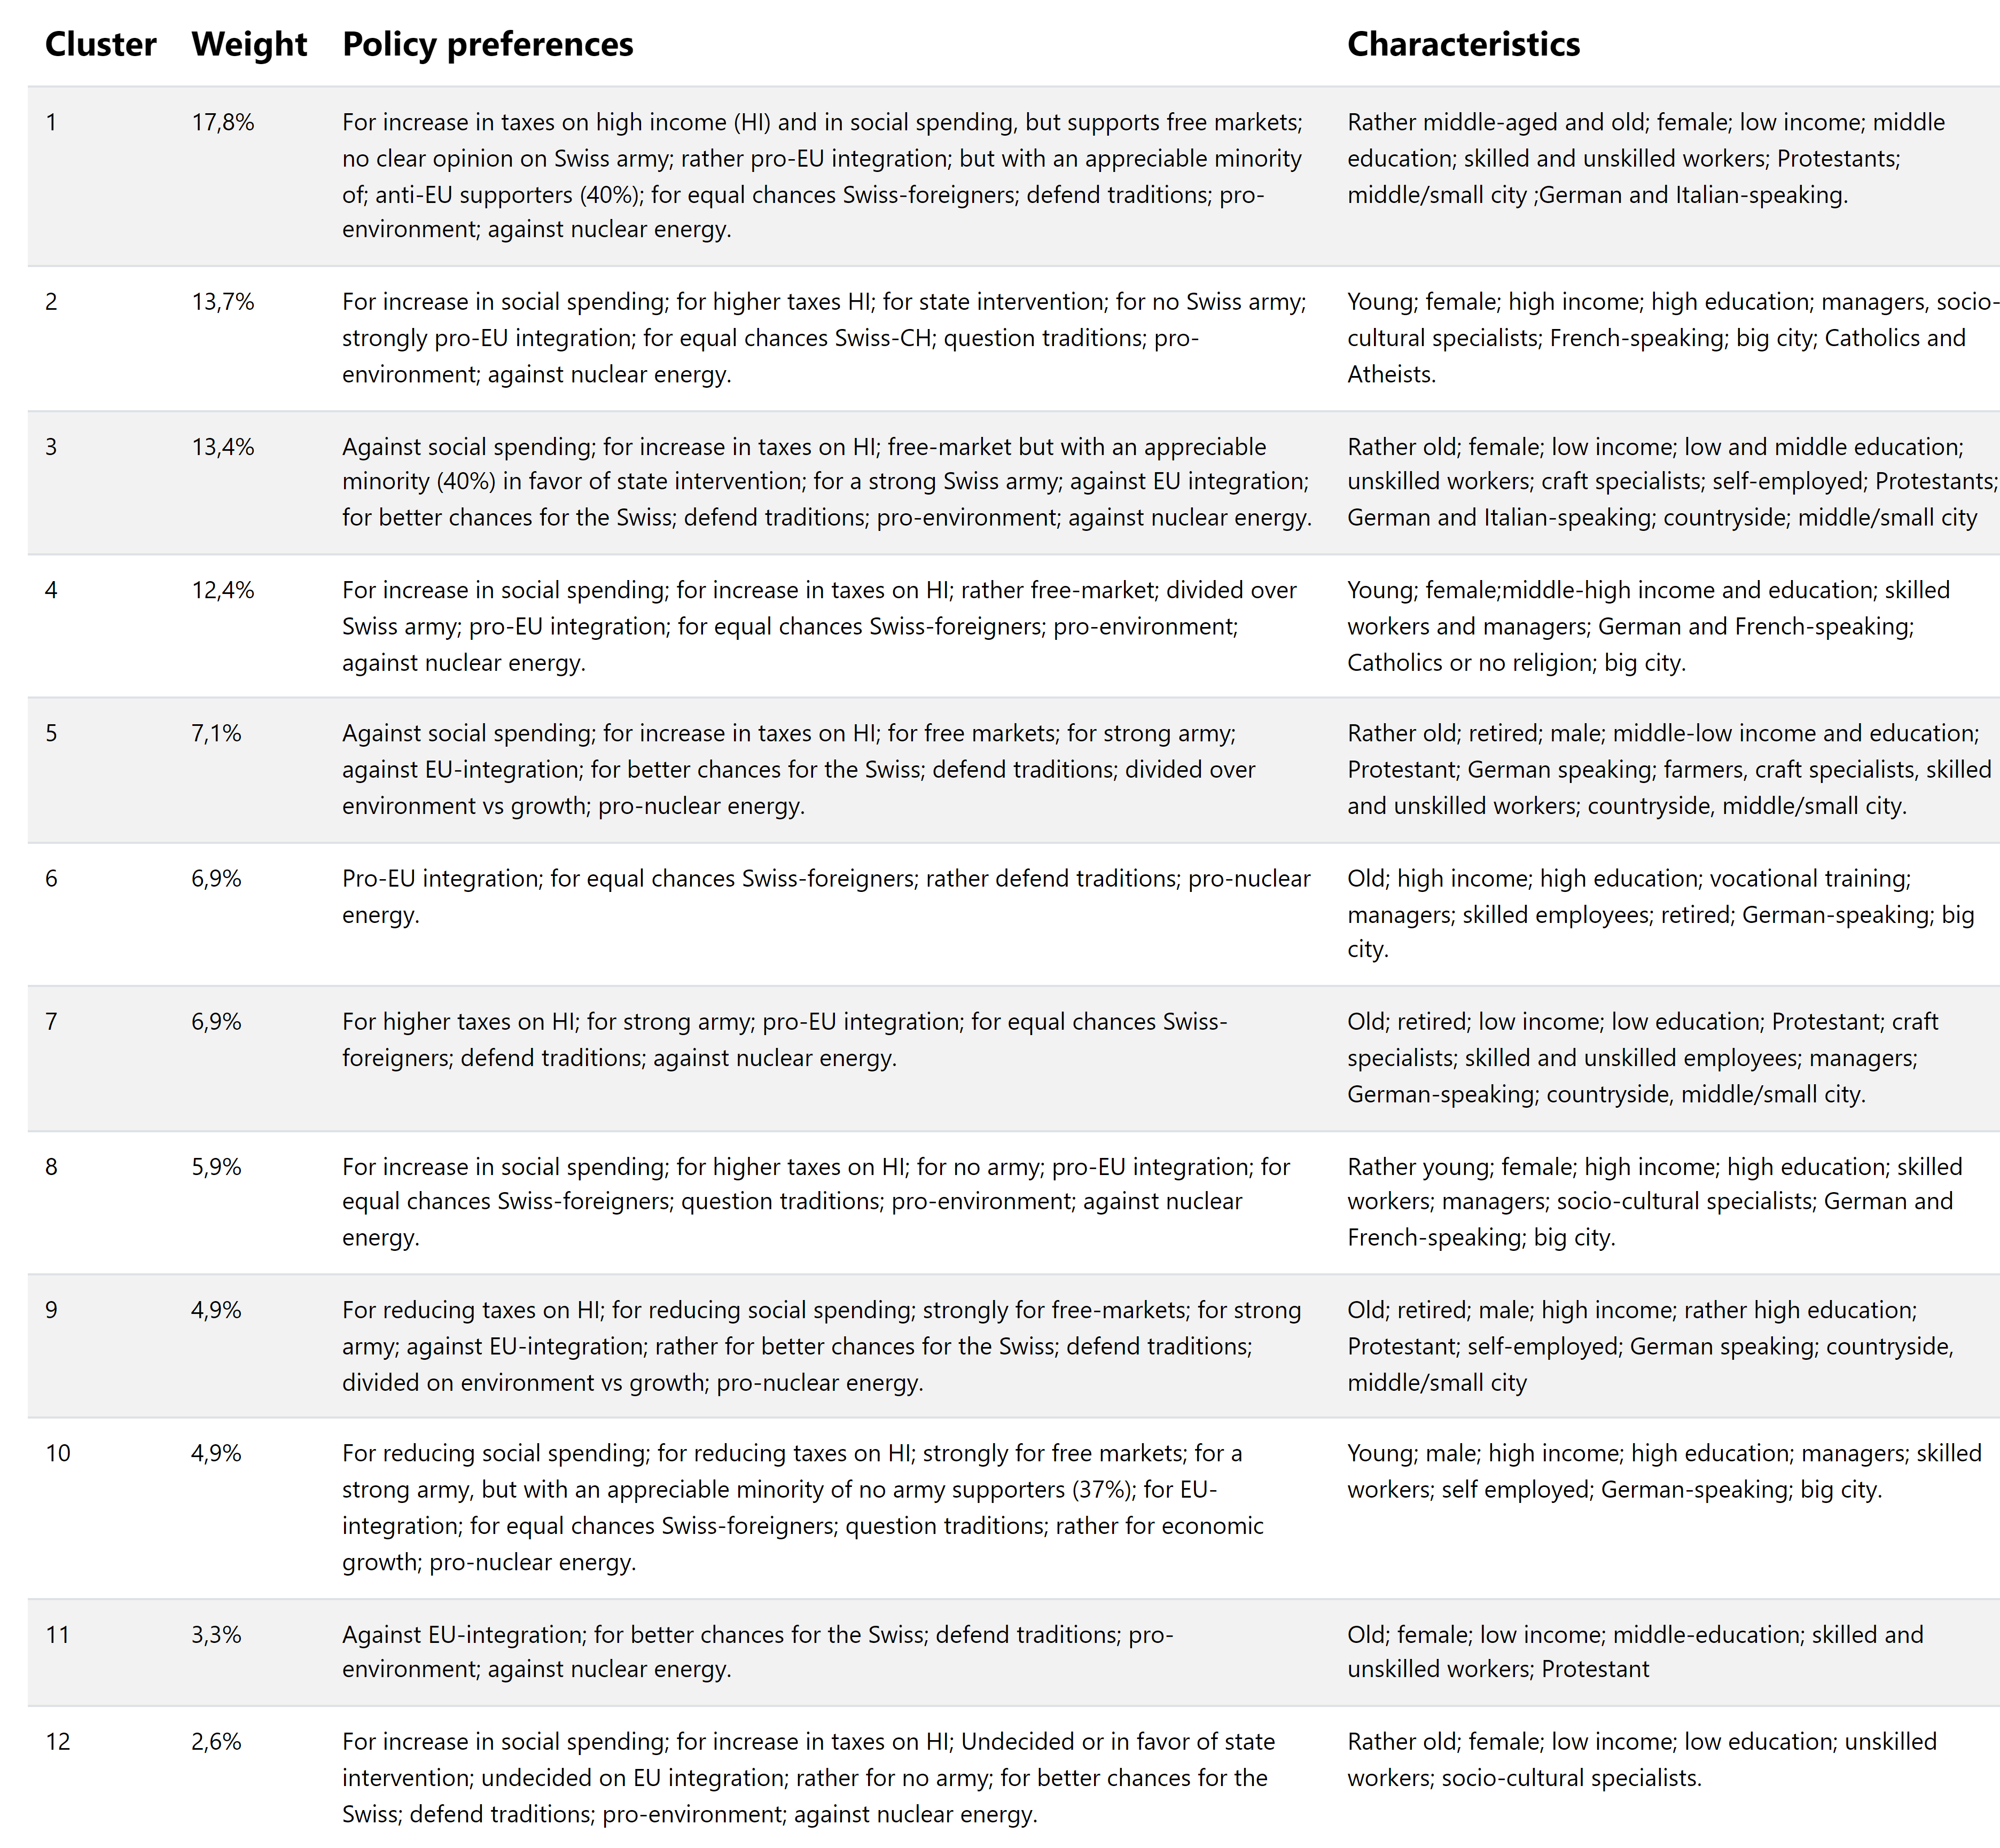 Cluster Weight Policy preferences Characteristics
1 17,8% For increase in taxes on high income (HI) and in social spending, but supports free markets; Rather middle-aged and old; female; low income; middle
no clear opinion on Swiss army; rather pro-EU integration; but with an appreciable minority education; skilled and unskilled workers; Protestants;
of; anti-EU supporters (40%); for equal chances Swiss-foreigners; defend traditions; pro- middle/small city ;German and Italian-speaking.
environment; against nuclear energy.
2 13,7% For increase in social spending; for higher taxes HI; for state intervention; for no Swiss army; Young; female; high income; high education; managers, socio-
strongly pro-EU integration; for equal chances Swiss-CH; question traditions; pro- cultural specialists; French-speaking; big city; Catholics and
environment; against nuclear energy. Atheists.
3 13,4% Against social spending; for increase in taxes on HI; free-market but with an appreciable Rather old; female; low income; low and middle education;
minority (40%) in favor of state intervention; for a strong Swiss army; against EU integration; unskilled workers; craft specialists; self-employed; Protestants;
for better chances for the Swiss; defend traditions; pro-environment; against nuclear energy. German and Italian-speaking; countryside; middle/small city
4 12,4% For increase in social spending; for increase in taxes on HI; rather free-market; divided over Young; female;middle-high income and education; skilled
Swiss army; pro-EU integration; for equal chances Swiss-foreigners; pro-environment; workers and managers; German and French-speaking;
against nuclear energy. Catholics or no religion; big city.
5 7,1% Against social spending; for increase in taxes on HI; for free markets; for strong army; Rather old; retired; male; middle-low income and education;
against EU-integration; for better chances for the Swiss; defend traditions; divided over Protestant; German speaking; farmers, craft specialists, skilled
environment vs growth; pro-nuclear energy. and unskilled workers; countryside, middle/small city.
6 6,9% Pro-EU integration; for equal chances Swiss-foreigners; rather defend traditions; pro-nuclear Old; high income; high education; vocational training;
energy. managers; skilled employees; retired; German-speaking; big
city.
7 6,9% For higher taxes on HI; for strong army; pro-EU integration; for equal chances Swiss- Old; retired; low income; low education; Protestant; craft
foreigners; defend traditions; against nuclear energy. specialists; skilled and unskilled employees; managers;
German-speaking; countryside, middle/small city.
8 5,9% For increase in social spending; for higher taxes on HI; for no army; pro-EU integration; for Rather young; female; high income; high education; skilled
equal chances Swiss-foreigners; question traditions; pro-environment; against nuclear workers; managers; socio-cultural specialists; German and
energy. French-speaking; big city.
9 4,9% For reducing taxes on HI; for reducing social spending; strongly for free-markets; for strong Old; retired; male; high income; rather high education;
army; against EU-integration; rather for better chances for the Swiss; defend traditions; Protestant; self-employed; German speaking; countryside,
divided on environment vs growth; pro-nuclear energy. middle/small city
10 4,9% For reducing social spending; for reducing taxes on HI; strongly for free markets; for a Young; male; high income; high education; managers; skilled
strong army, but with an appreciable minority of no army supporters (37%); for EU- workers; self employed; German-speaking; big city.
integration; for equal chances Swiss-foreigners; question traditions; rather for economic
growth; pro-nuclear energy.
11 3,3% Against EU-integration; for better chances for the Swiss; defend traditions; pro- Old; female; low income; middle-education; skilled and
environment; against nuclear energy. unskilled workers; Protestant
12 2,6% For increase in social spending; for increase in taxes on HI; Undecided or in favor of state Rather old; female; low income; low education; unskilled
intervention; undecided on EU integration; rather for no army; for better chances for the workers; socio-cultural specialists.
Swiss; defend traditions; pro-environment; against nuclear energy.